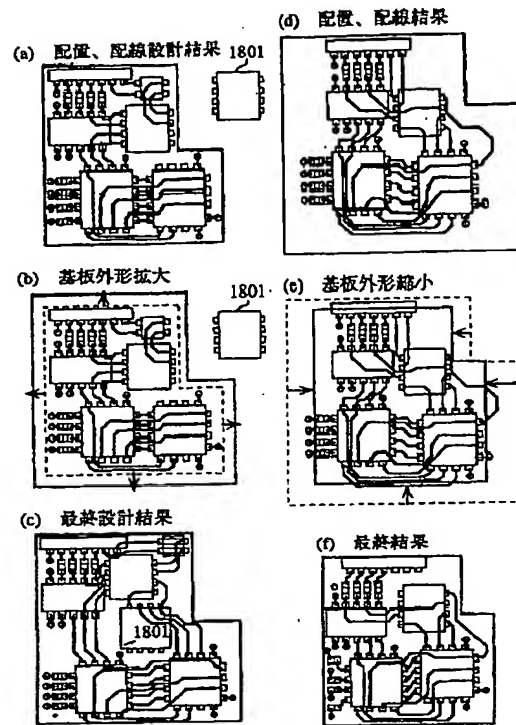 (a) 配置、配線設計結果
1801
(b) 基板外形拡大
1801
(c) 最終設計結果
1801
(d) 配置、配線結果
(e) 基板外形縮小
(f) 最終結果